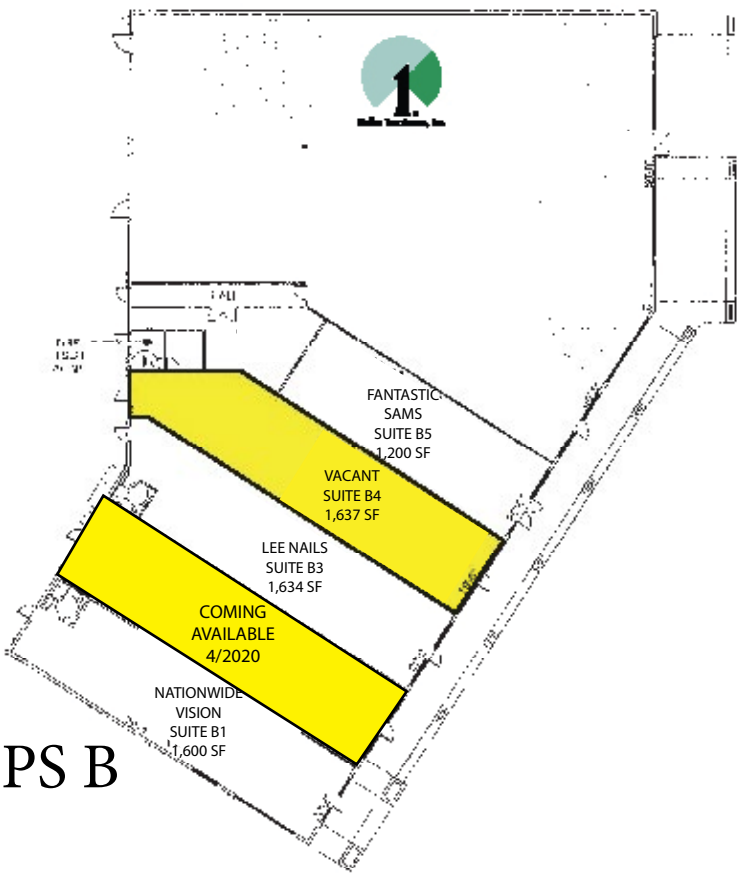 1
FANTASTIC
SAMS
SUITE B5
1,200 SF
VACANT
SUITE B4
1,637 SF
LEE NAILS
SUITE B3
1,634 SF
COMING
AVAILABLE
4/2020
NATIONWIDE
VISION
SUITE B1
1,600 SF
PS B